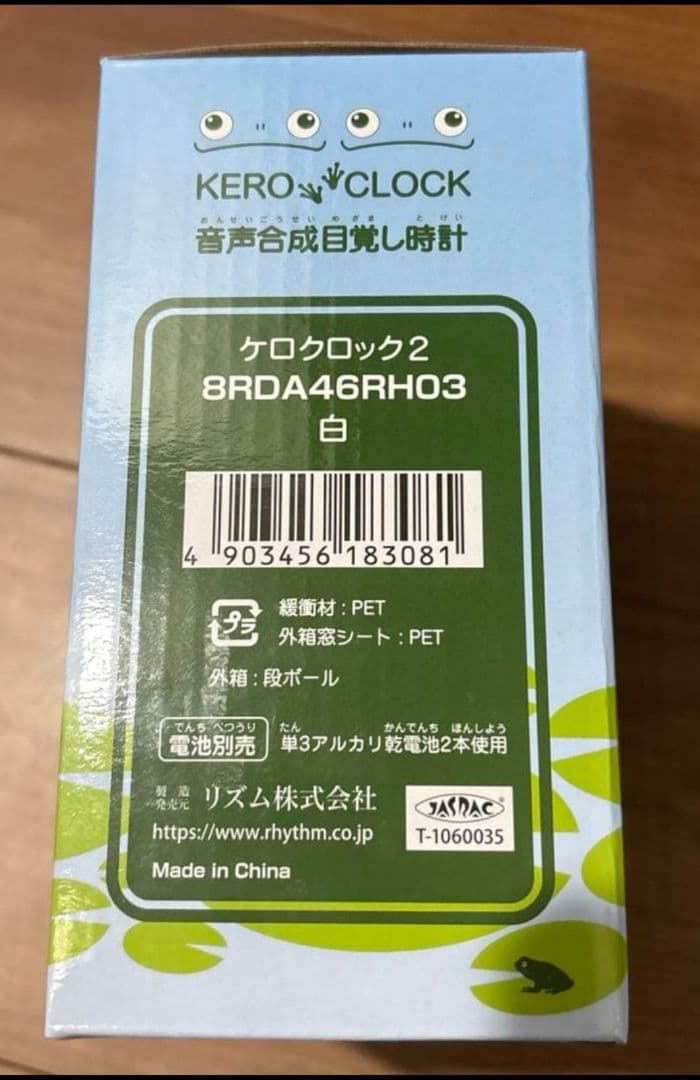 KERO CLOCK
おんせいごうせい めざま とけい
音声合成目覚し時計
ケロクロック2
8RDA46RH03
白
4 903456 183081
プラ
緩衝材 : PET
外箱窓シート : PET
外箱 : 段ボール
でんち べつうり たん かんでんち ほんしよう
電池別売 単3アルカリ乾電池2本使用
製造
発売元 リズム株式会社
JASRAC
https://www.rhythm.co.jp
T-1060035
Made in China